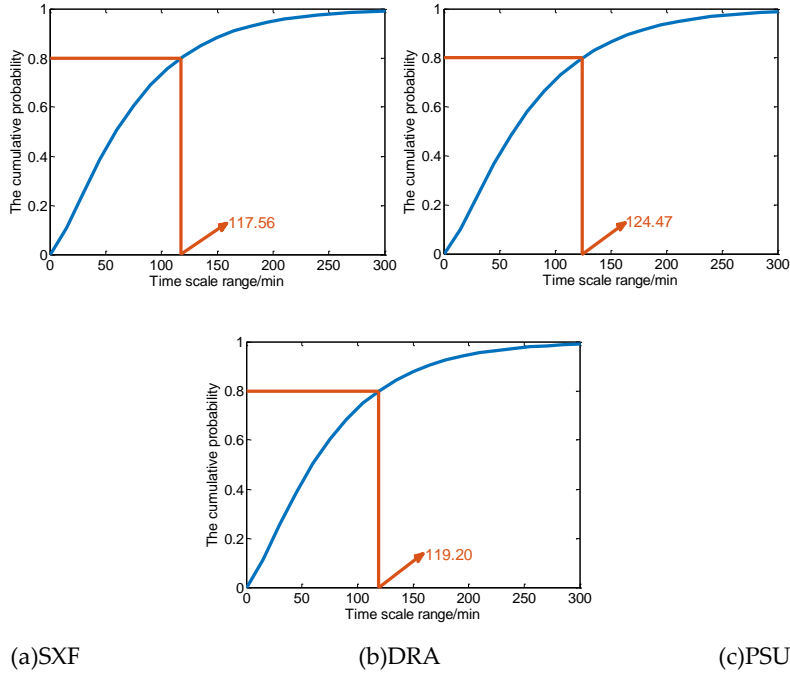 The cumulative probability
1
0.8
0.6
0.4
0.2
0
117.56
0 50 100 150 200 250 300
Time scale range/min
The cumulative probability
1
0.8
0.6
0.4
0.2
0
124.47
0 50 100 150 200 250 300
Time scale range/min
The cumulative probability
1
0.8
0.6
0.4
0.2
0
119.20
0 50 100 150 200 250 300
Time scale range/min
(a)SXF (b)DRA (c)PSU